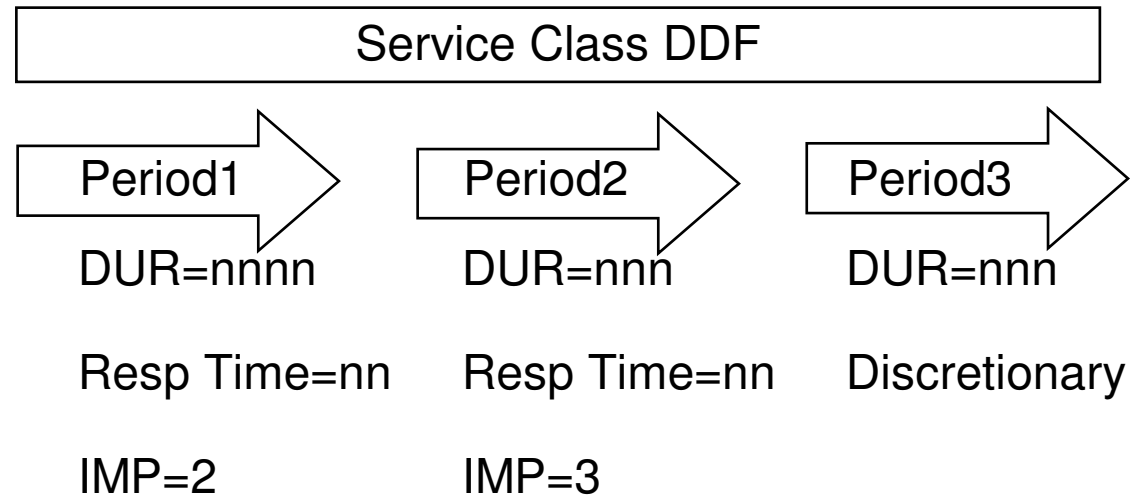 Service Class DDF
Period1 Period2 Period3
DUR=nnnn DUR=nnn DUR=nnn
Resp Time=nn Resp Time=nn Discretionary
IMP=2 IMP=3